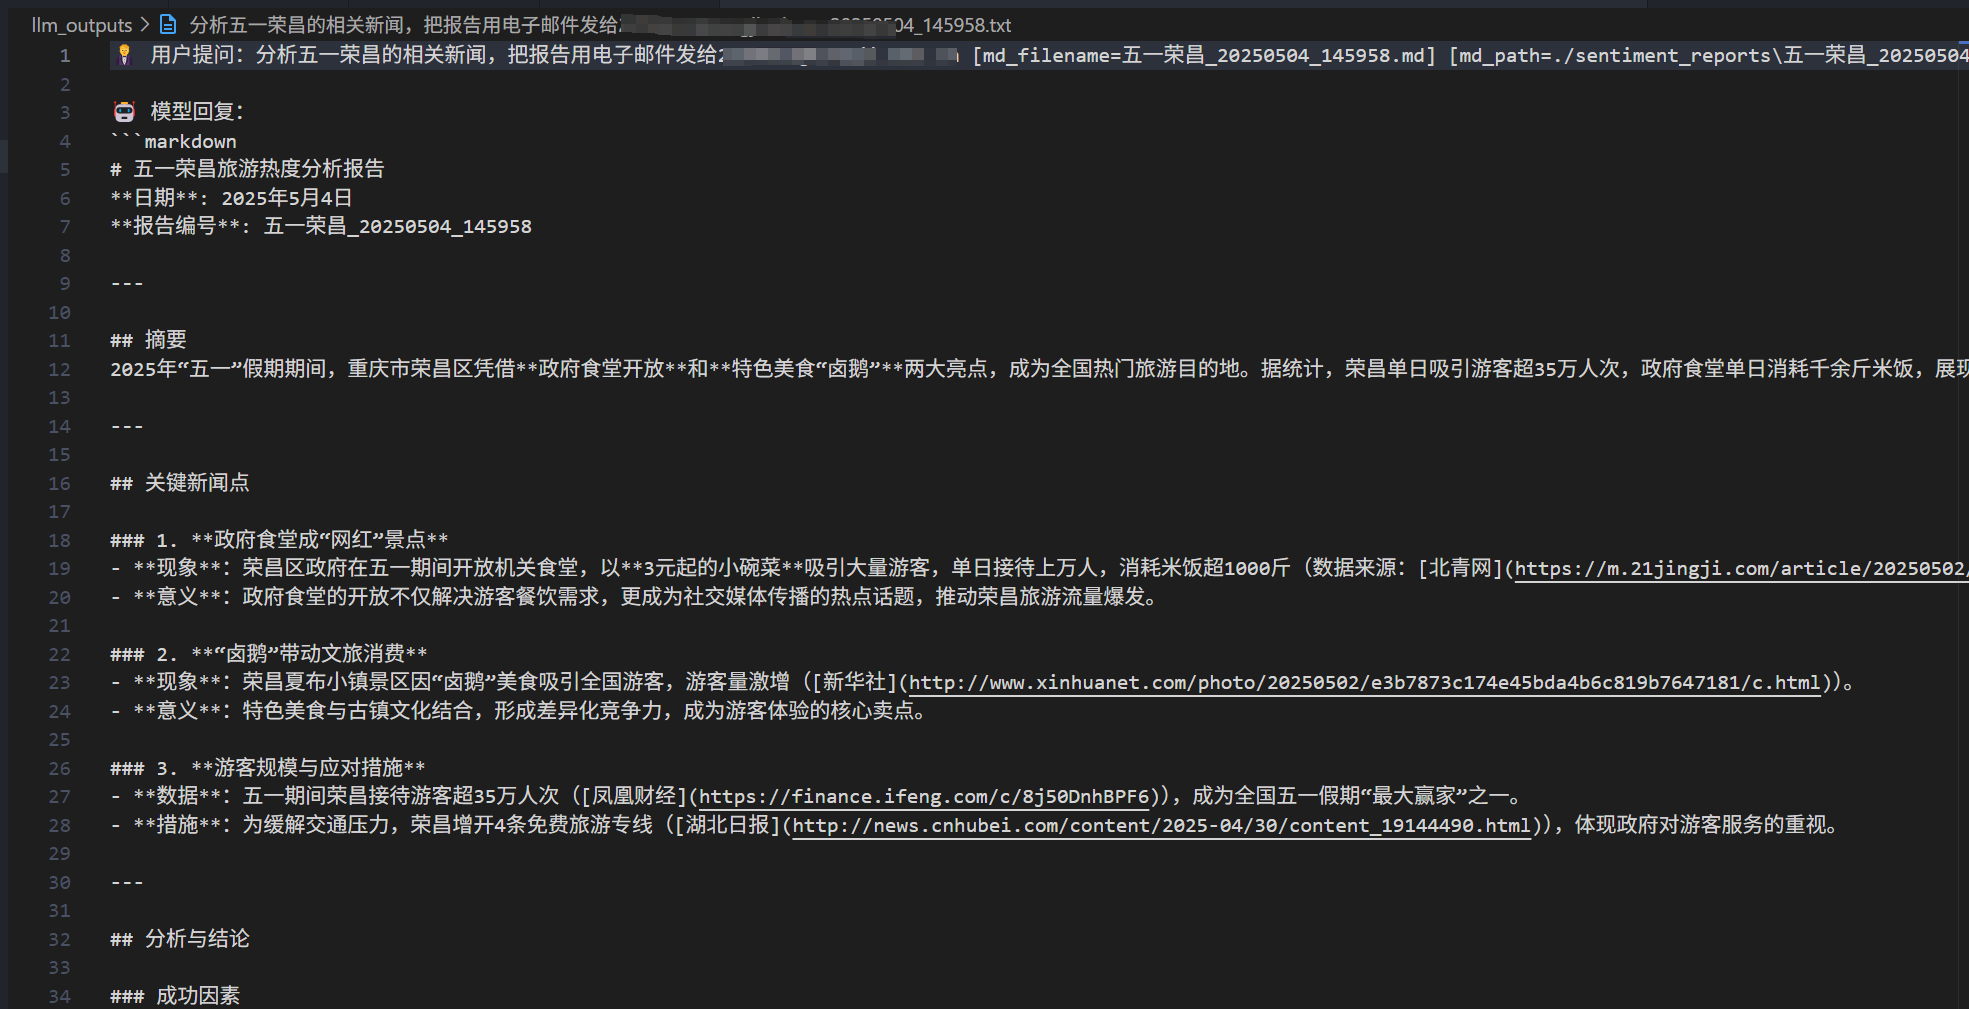 llm_outputs > 分析五一荣昌的相关新闻，把报告用电子邮件发给 04_145958.txt
1 用户提问：分析五一荣昌的相关新闻，把报告用电子邮件发给 [md_filename=五一荣昌_20250504_145958.md] [md_path=./sentiment_reports\五一荣昌_20250504
2
3 🤖 模型回复：
4 ```markdown
5 # 五一荣昌旅游热度分析报告
6 **日期**: 2025年5月4日
7 **报告编号**: 五一荣昌_20250504_145958
8
9 ---
10
11 ## 摘要
12 2025年“五一”假期期间，重庆市荣昌区凭借**政府食堂开放**和**特色美食“卤鹅”**两大亮点，成为全国热门旅游目的地。据统计，荣昌单日吸引游客超35万人次，政府食堂单日消耗千余斤米饭，展现
13
14 ---
15
16 ## 关键新闻点
17
18 ### 1. **政府食堂成“网红”景点**
19 - **现象**：荣昌区政府在五一期间开放机关食堂，以**3元起的小碗菜**吸引大量游客，单日接待上万人，消耗米饭超1000斤（数据来源：[北青网](https://m.21jingji.com/article/20250502/
20 - **意义**：政府食堂的开放不仅解决游客餐饮需求，更成为社交媒体传播的热点话题，推动荣昌旅游流量爆发。
21
22 ### 2. **“卤鹅”带动文旅消费**
23 - **现象**：荣昌夏布小镇景区因“卤鹅”美食吸引全国游客，游客量激增（[新华社](http://www.xinhuanet.com/photo/20250502/e3b7873c174e45bda4b6c819b7647181/c.html)）。
24 - **意义**：特色美食与古镇文化结合，形成差异化竞争力，成为游客体验的核心卖点。
25
26 ### 3. **游客规模与应对措施**
27 - **数据**：五一期间荣昌接待游客超35万人次（[凤凰财经](https://finance.ifeng.com/c/8j50DnhBPF6)），成为全国五一假期“最大赢家”之一。
28 - **措施**：为缓解交通压力，荣昌增开4条免费旅游专线（[湖北日报](http://news.cnhubei.com/content/2025-04/30/content_19144490.html)），体现政府对游客服务的重视。
29
30 ---
31
32 ## 分析与结论
33
34 ### 成功因素